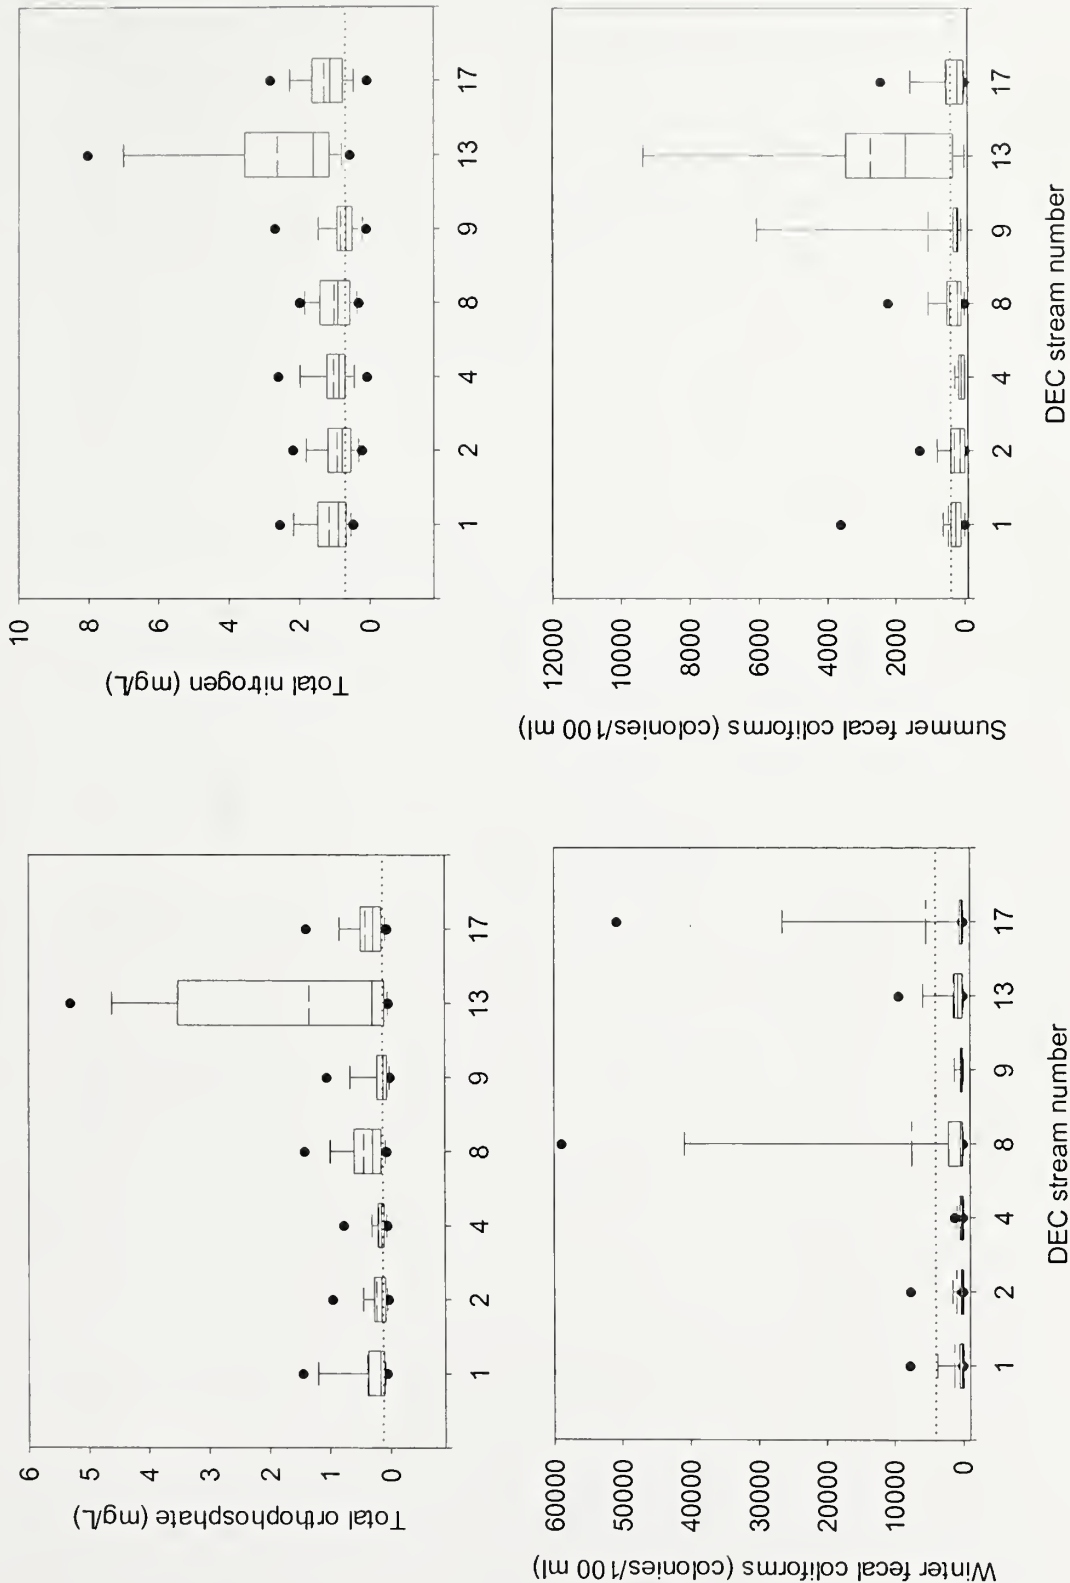 Total orthophosphate (mg/L)
6
5
4
3
2
1
0
1 2 4 8 9 13 17
Total nitrogen (mg/L)
10
8
6
4
2
0
1 2 4 8 9 13 17
Winter fecal coliforms (colonies/100 ml)
60000
50000
40000
30000
20000
10000
0
1 2 4 8 9 13 17
DEC stream number
Summer fecal coliforms (colonies/100 ml)
12000
10000
8000
6000
4000
2000
0
1 2 4 8 9 13 17
DEC stream number